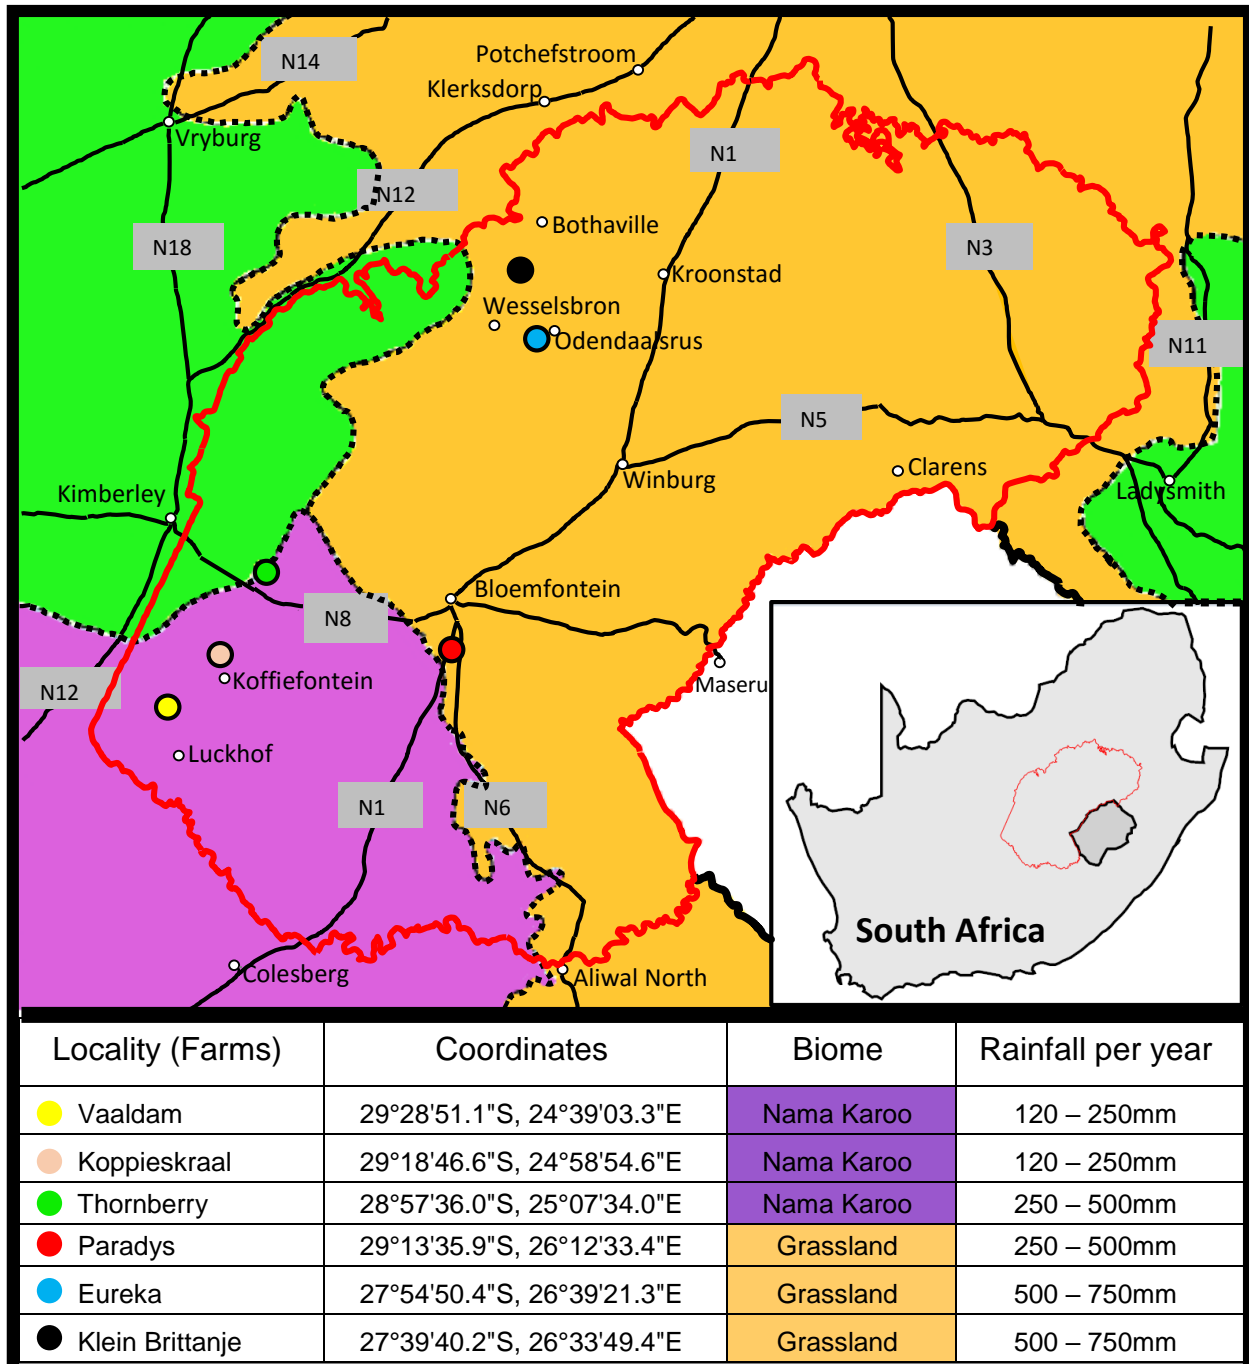 N14
Potchefstroom
Klerksdorp
Vryburg
N1
N12
Bothaville
N18
N3
Kroonstad
Wesselsbron
Odendaalsrus
N11
N5
Clarens
Winburg
Ladysmith
Kimberley
Bloemfontein
N8
Koffiefontein
N12
Maseru
Luckhof
N1
N6
South Africa
Colesberg
Aliwal North
Locality (Farms) Coordinates Biome Rainfall per year
Vaaldam 29°28'51.1"S, 24°39'03.3"E Nama Karoo 120 – 250mm
Koppieskraal 29°18'46.6"S, 24°58'54.6"E Nama Karoo 120 – 250mm
Thornberry 28°57'36.0"S, 25°07'34.0"E Nama Karoo 250 – 500mm
Paradys 29°13'35.9"S, 26°12'33.4"E Grassland 250 – 500mm
Eureka 27°54'50.4"S, 26°39'21.3"E Grassland 500 – 750mm
Klein Brittanje 27°39'40.2"S, 26°33'49.4"E Grassland 500 – 750mm